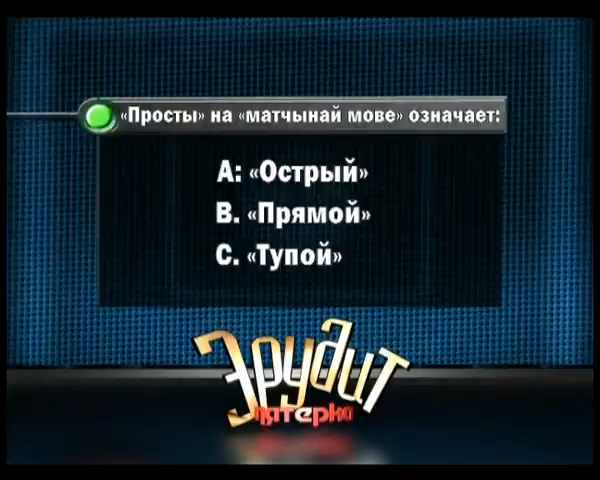 «Просты» на «матчынай мове» означает:
А: «Острый»
В. «Прямой»
С. «Тупой»
Эрудит
пятерка